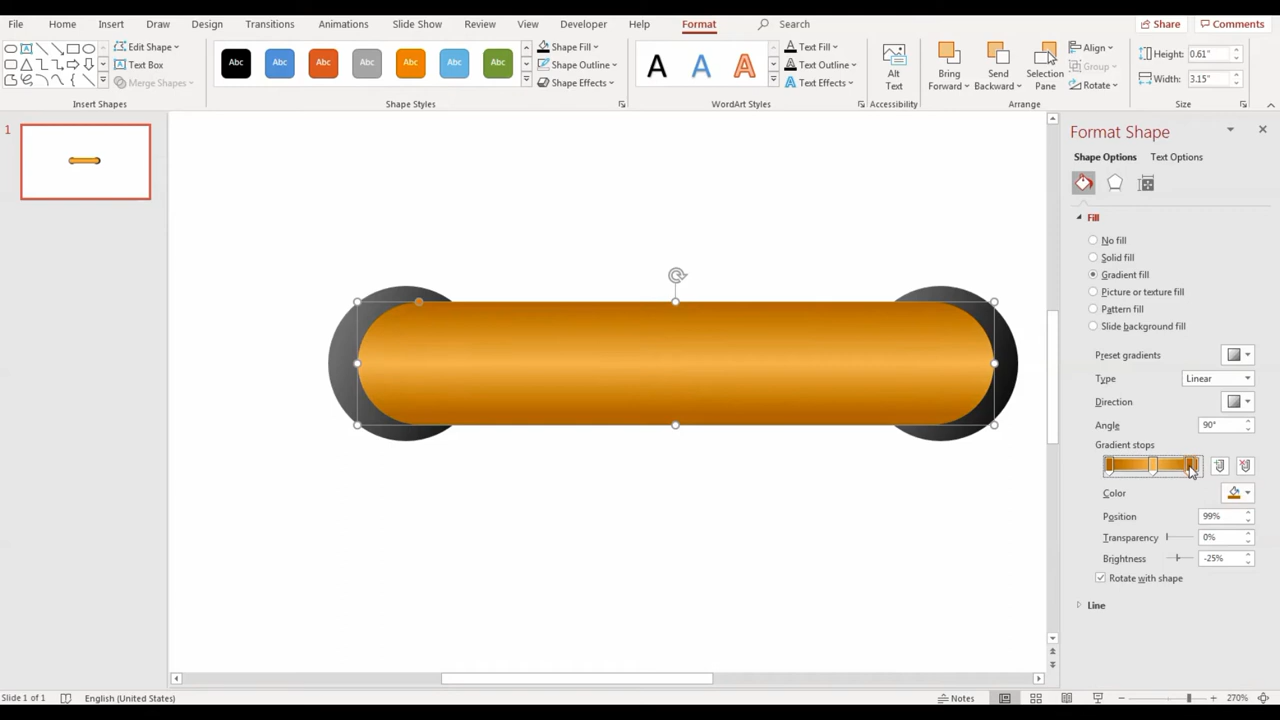 File Home Insert Draw Design Transitions Animations Slide Show Review View Developer Help Format Search Share Comments
Edit Shape
Text Box
Merge Shapes
Insert Shapes
Abc Abc Abc Abc Abc Abc Abc
Shape Fill
Shape Outline
Shape Effects
Shape Styles
A A A
Text Fill
Text Outline
Text Effects
WordArt Styles
Alt
Text
Accessibility
Bring
Forward
Send
Backward
Selection
Pane
Align
Group
Rotate
Arrange
Height: 0.61"
Width: 3.15"
Size
1
Format Shape
Shape Options Text Options
Fill
No fill
Solid fill
Gradient fill
Picture or texture fill
Pattern fill
Slide background fill
Preset gradients
Type Linear
Direction
Angle 90°
Gradient stops
Color
Position 99%
Transparency 0%
Brightness -25%
Rotate with shape
Line
Slide 1 of 1 English (United States) Notes 270%